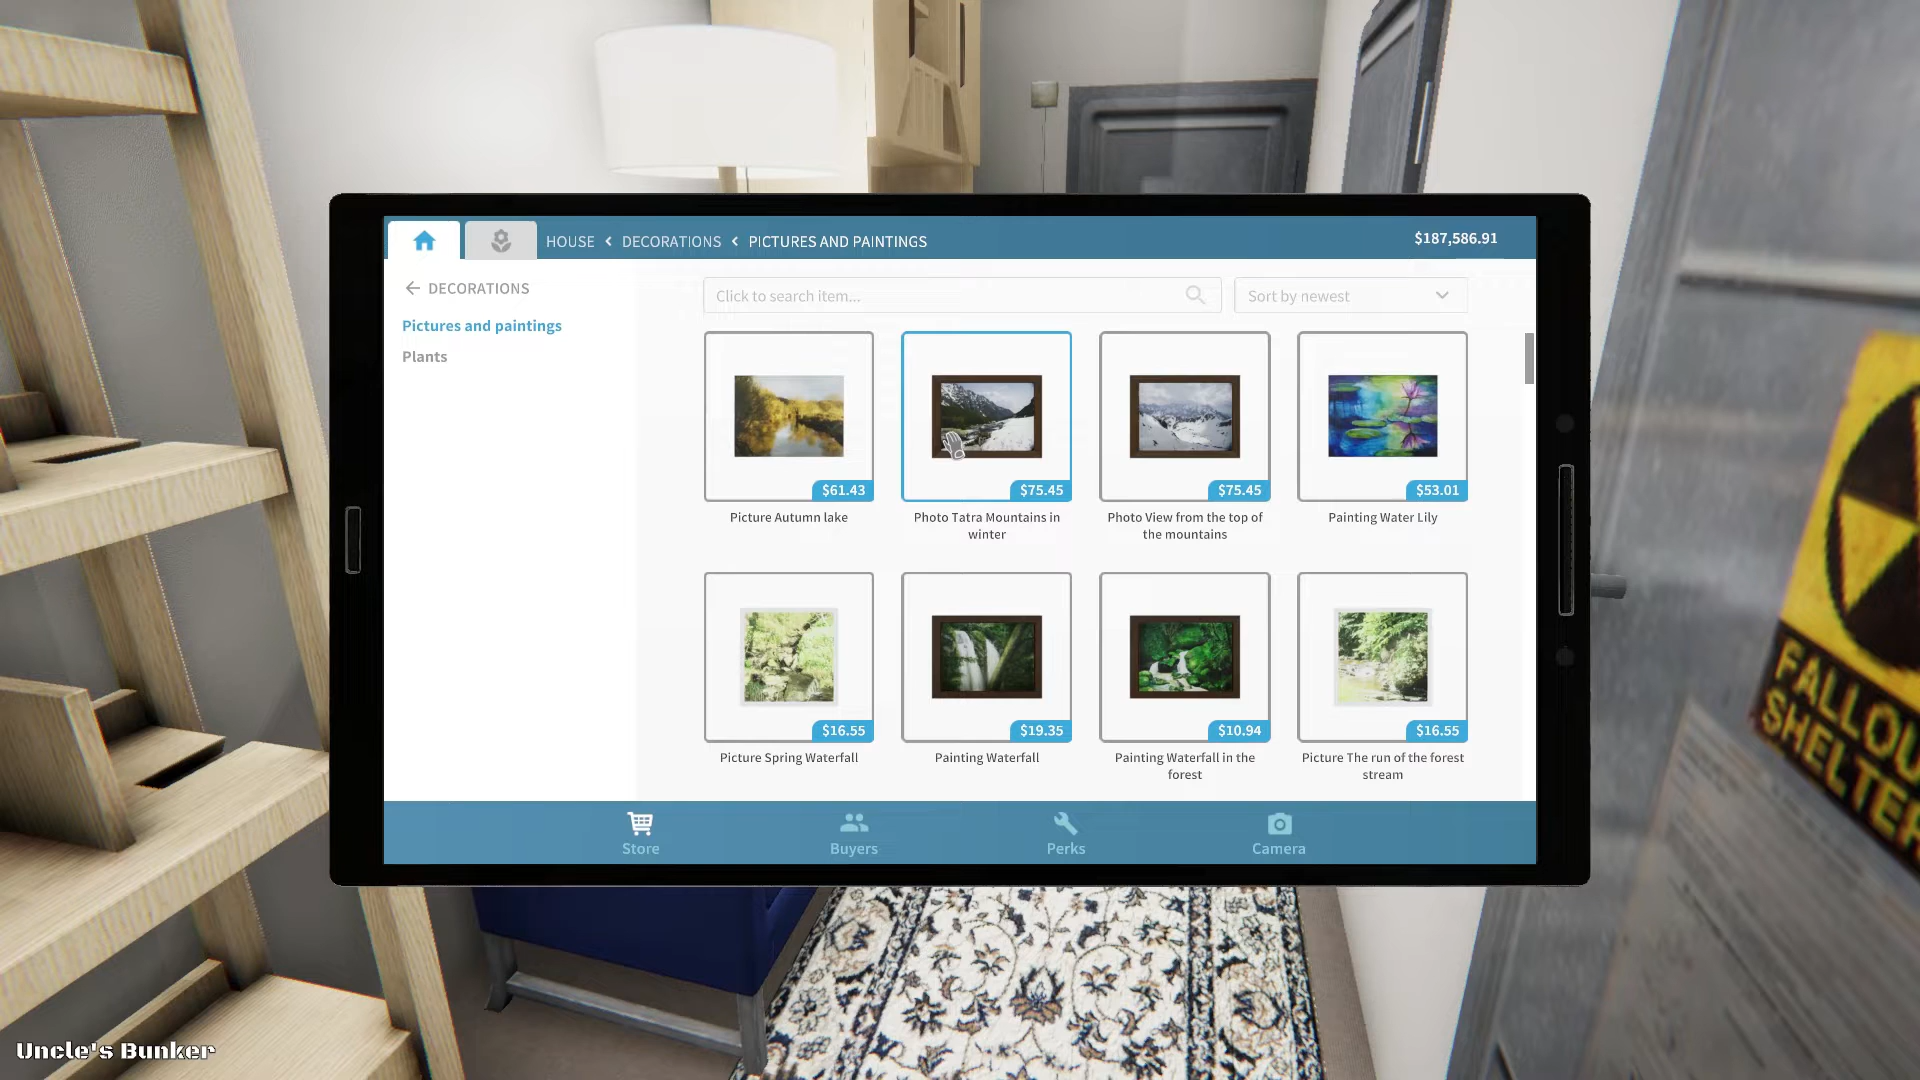 HOUSE < DECORATIONS < PICTURES AND PAINTINGS
$187,586.91
← DECORATIONS
Pictures and paintings
Plants
Click to search item...
Sort by newest
$61.43
$75.45
$75.45
$53.01
Picture Autumn lake
Photo Tatra Mountains in
winter
Photo View from the top of
the mountains
Painting Water Lily
$16.55
$19.35
$10.94
$16.55
Picture Spring Waterfall
Painting Waterfall
Painting Waterfall in the
forest
Picture The run of the forest
stream
Store
Buyers
Perks
Camera
FALLOU
SHELTER
Uncle's Bunker